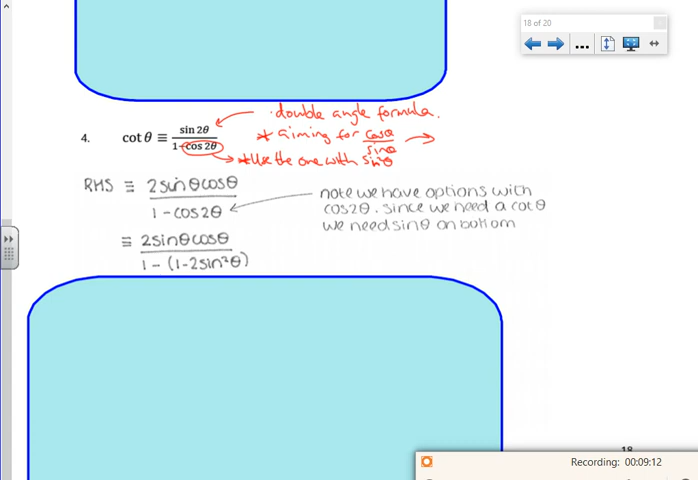 18 of 20
· double angle formula.
4. cot θ ≡ sin 2θ / 1−cos 2θ
* aiming for cosθ / sinθ →
→ * use the one with sinθ
RHS ≡ 2sinθcosθ / 1 − cos2θ
note we have options with
cos2θ. since we need a cotθ
we need sinθ on bottom
≡ 2sinθcosθ / 1 − (1−2sin²θ)
18
Recording: 00:09:12